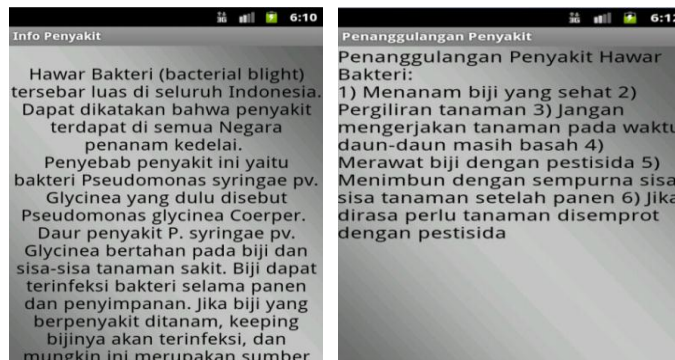 6:10
Info Penyakit
Hawar Bakteri (bacterial blight)
tersebar luas di seluruh Indonesia.
Dapat dikatakan bahwa penyakit
terdapat di semua Negara
penanam kedelai.
Penyebab penyakit ini yaitu
bakteri Pseudomonas syringae pv.
Glycinea yang dulu disebut
Pseudomonas glycinea Coerper.
Daur penyakit P. syringae pv.
Glycinea bertahan pada biji dan
sisa-sisa tanaman sakit. Biji dapat
terinfeksi bakteri selama panen
dan penyimpanan. Jika biji yang
berpenyakit ditanam, keeping
bijinya akan terinfeksi, dan
mungkin ini merupakan sumber
6:12
Penanggulangan Penyakit
Penanggulangan Penyakit Hawar
Bakteri:
1) Menanam biji yang sehat 2)
Pergiliran tanaman 3) Jangan
mengerjakan tanaman pada waktu
daun-daun masih basah 4)
Merawat biji dengan pestisida 5)
Menimbun dengan sempurna sisa
sisa tanaman setelah panen 6) Jika
dirasa perlu tanaman disemprot
dengan pestisida